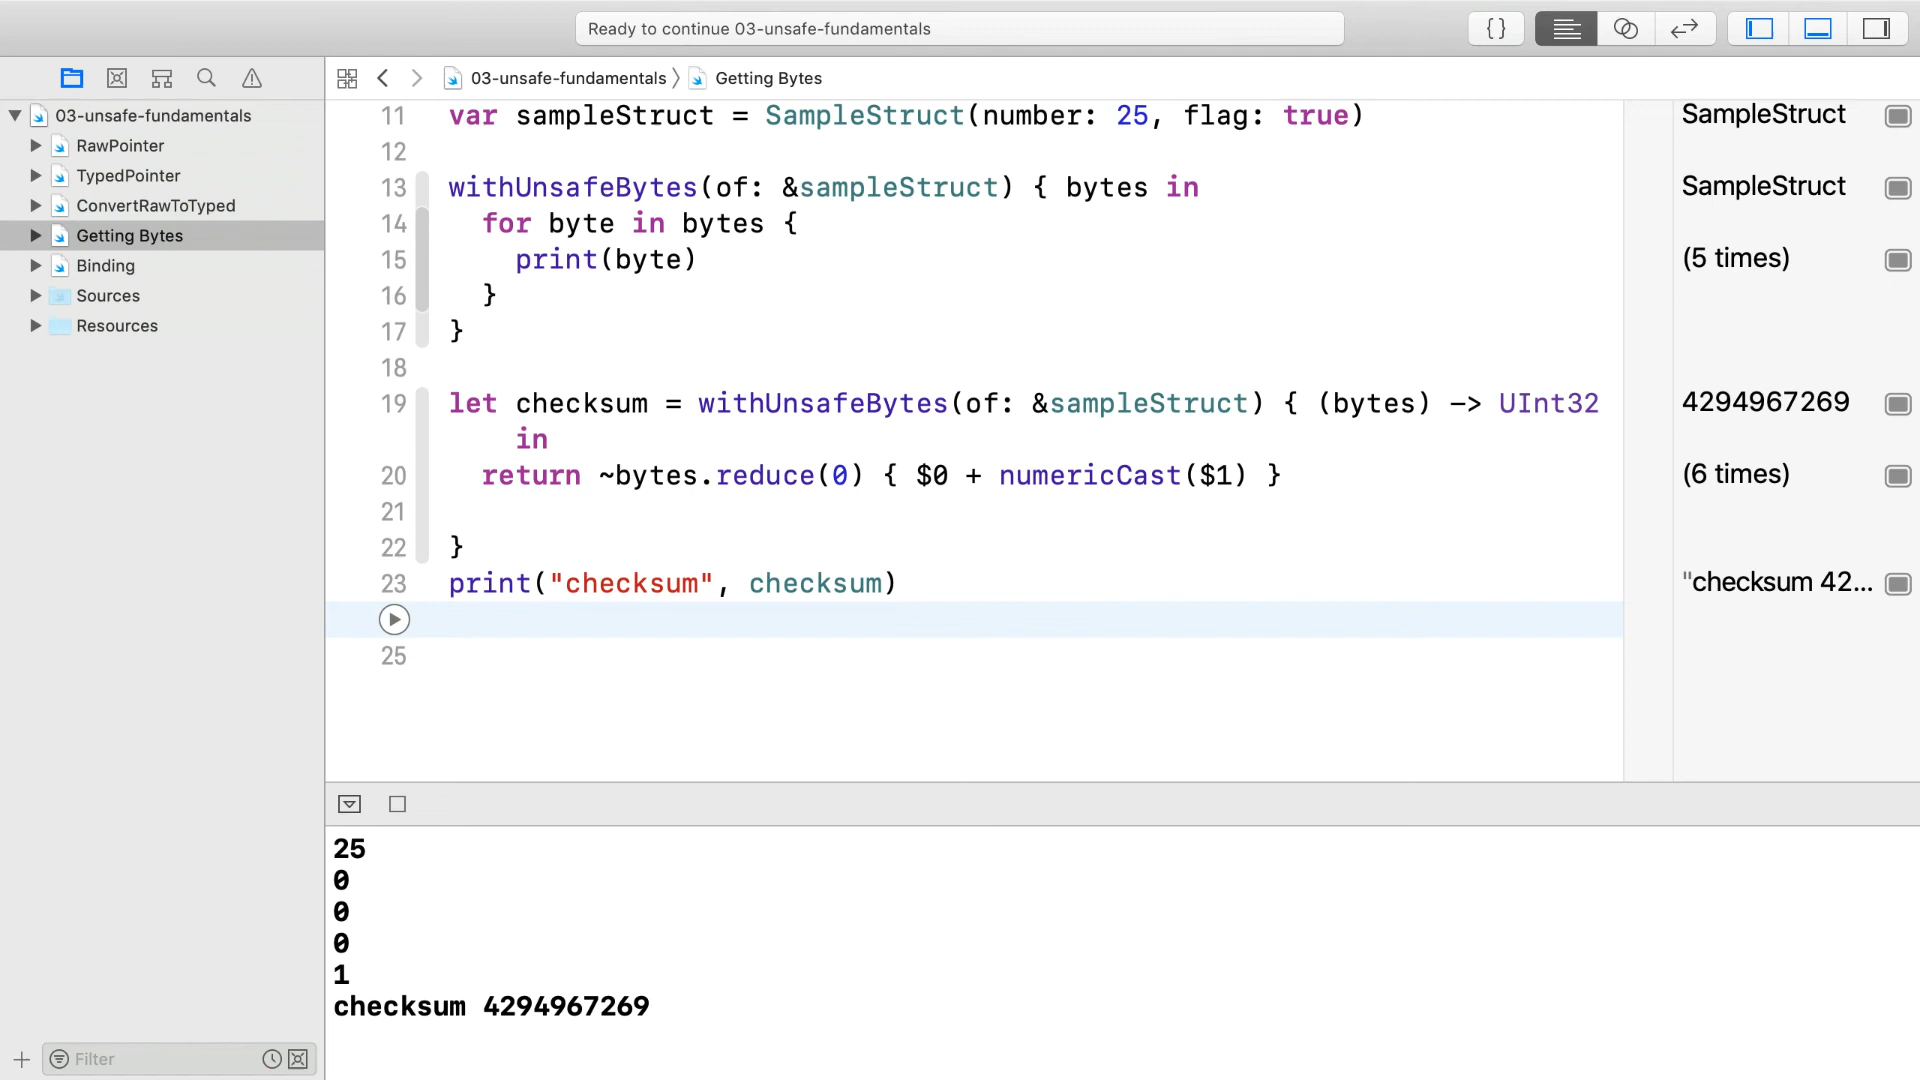 Ready to continue 03-unsafe-fundamentals
{ }
03-unsafe-fundamentals
RawPointer
TypedPointer
ConvertRawToTyped
Getting Bytes
Binding
Sources
Resources
Filter
03-unsafe-fundamentals 〉 Getting Bytes
11 var sampleStruct = SampleStruct(number: 25, flag: true)
12
13 withUnsafeBytes(of: &sampleStruct) { bytes in
14   for byte in bytes {
15     print(byte)
16   }
17 }
18
19 let checksum = withUnsafeBytes(of: &sampleStruct) { (bytes) -> UInt32
    in
20   return ~bytes.reduce(0) { $0 + numericCast($1) }
21
22 }
23 print("checksum", checksum)
25
SampleStruct
SampleStruct
(5 times)
4294967269
(6 times)
"checksum 42...
25
0
0
0
1
checksum 4294967269